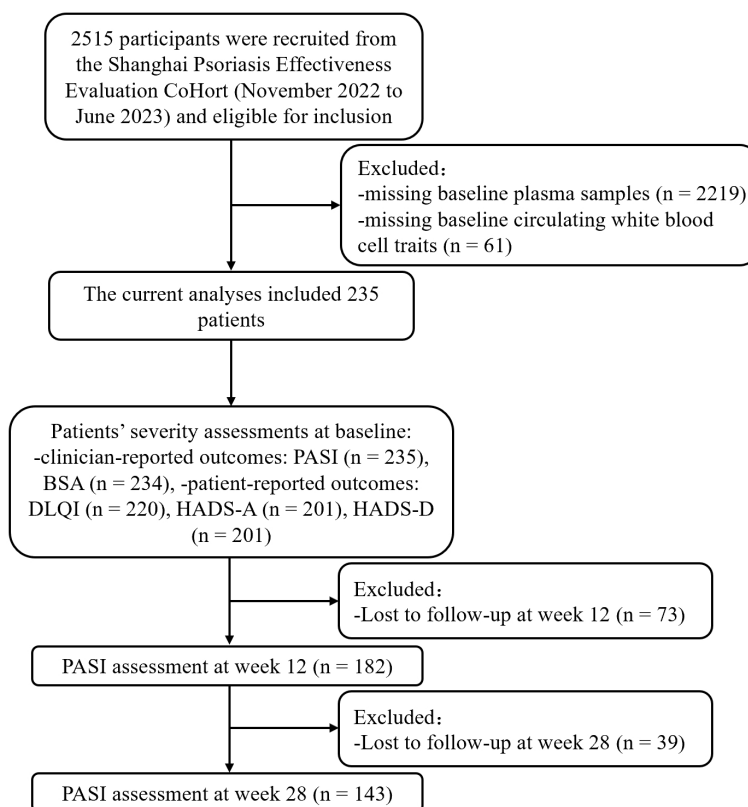 2515 participants were recruited from
the Shanghai Psoriasis Effectiveness
Evaluation CoHort (November 2022 to
June 2023) and eligible for inclusion
Excluded：
-missing baseline plasma samples (n = 2219)
-missing baseline circulating white blood
cell traits (n = 61)
The current analyses included 235
patients
Patients’ severity assessments at baseline:
-clinician-reported outcomes: PASI (n = 235),
BSA (n = 234), -patient-reported outcomes:
DLQI (n = 220), HADS-A (n = 201), HADS-D
(n = 201)
Excluded：
-Lost to follow-up at week 12 (n = 73)
PASI assessment at week 12 (n = 182)
Excluded：
-Lost to follow-up at week 28 (n = 39)
PASI assessment at week 28 (n = 143)